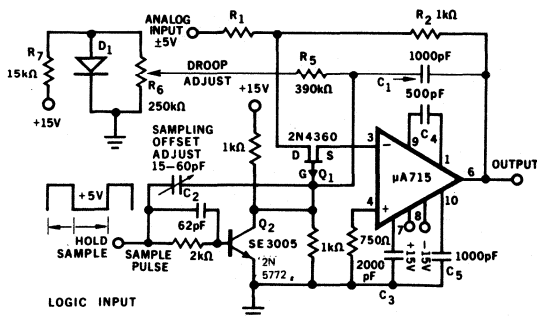 ANALOG INPUT ±5V
R1
R2 1kΩ
R7
15kΩ
+15V
D1
R6
250kΩ
DROOP ADJUST
R5
390kΩ
1000pF
C1
500pF
C4
+15V
1kΩ
2N4360
D S
G Q1
3
−
9
1
μA715
6
OUTPUT
4
+
7
8
10
+15V
−15V
SAMPLING OFFSET ADJUST 15-60pF
C2
+5V
HOLD
SAMPLE
62pF
2kΩ
SAMPLE PULSE
Q2
SE3005
2N 5772
1kΩ
750Ω
2000 pF
C3
1000pF
C5
LOGIC INPUT